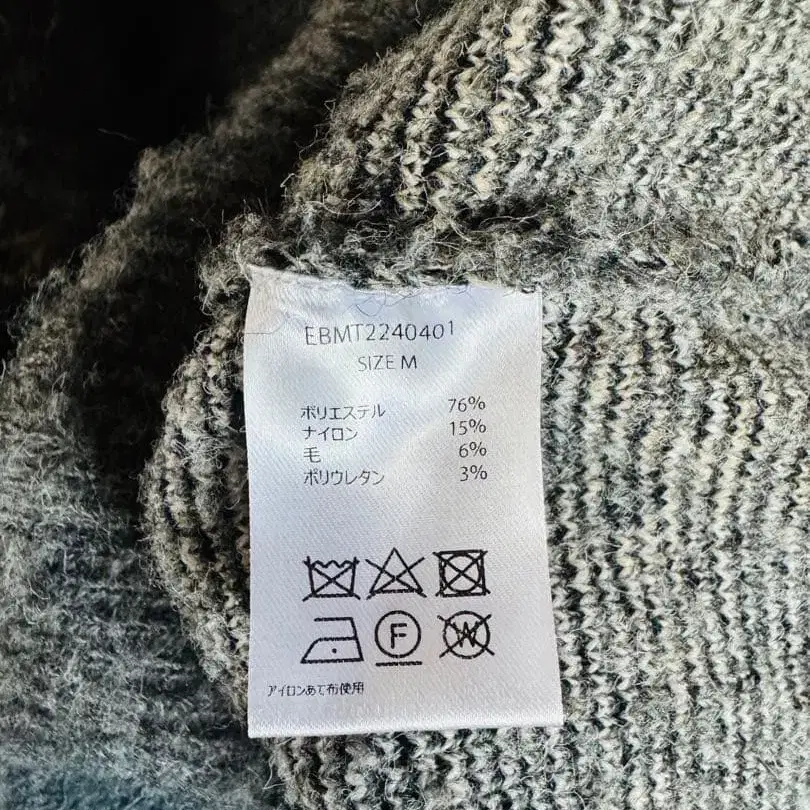 EBMT2240401
SIZE M
ポリエステル 76%
ナイロン 15%
毛 6%
ポリウレタン 3%
F W
アイロンあて布使用